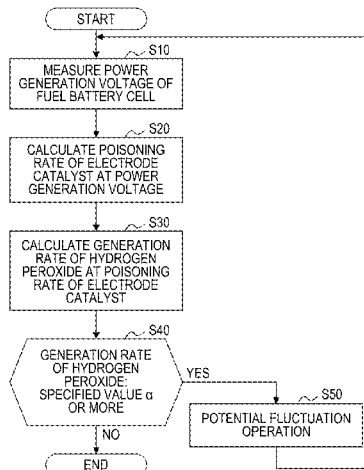 START
S10
MEASURE POWER
GENERATION VOLTAGE OF
FUEL BATTERY CELL
S20
CALCULATE POISONING
RATE OF ELECTRODE
CATALYST AT POWER
GENERATION VOLTAGE
S30
CALCULATE GENERATION
RATE OF HYDROGEN
PEROXIDE AT POISONING
RATE OF ELECTRODE
CATALYST
S40
GENERATION RATE
OF HYDROGEN
PEROXIDE:
SPECIFIED VALUE α
OR MORE
YES
S50
POTENTIAL FLUCTUATION
OPERATION
NO
END